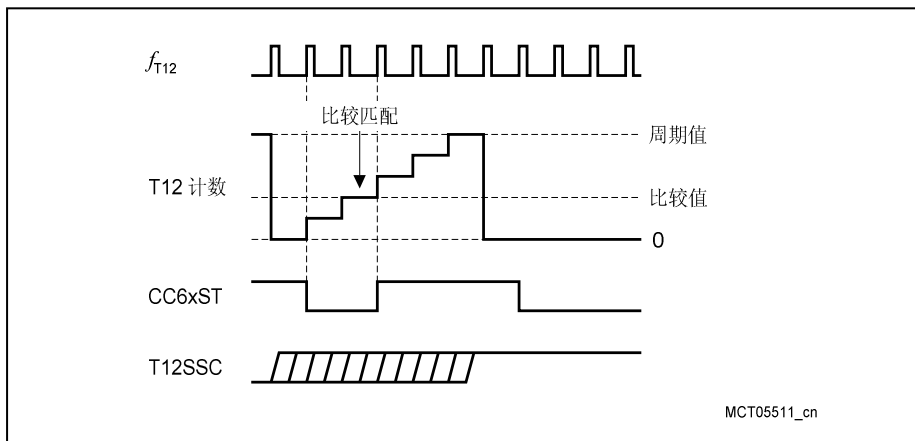 fT12
比较匹配
周期值
T12 计数
比较值
0
CC6xST
T12SSC
MCT05511_cn